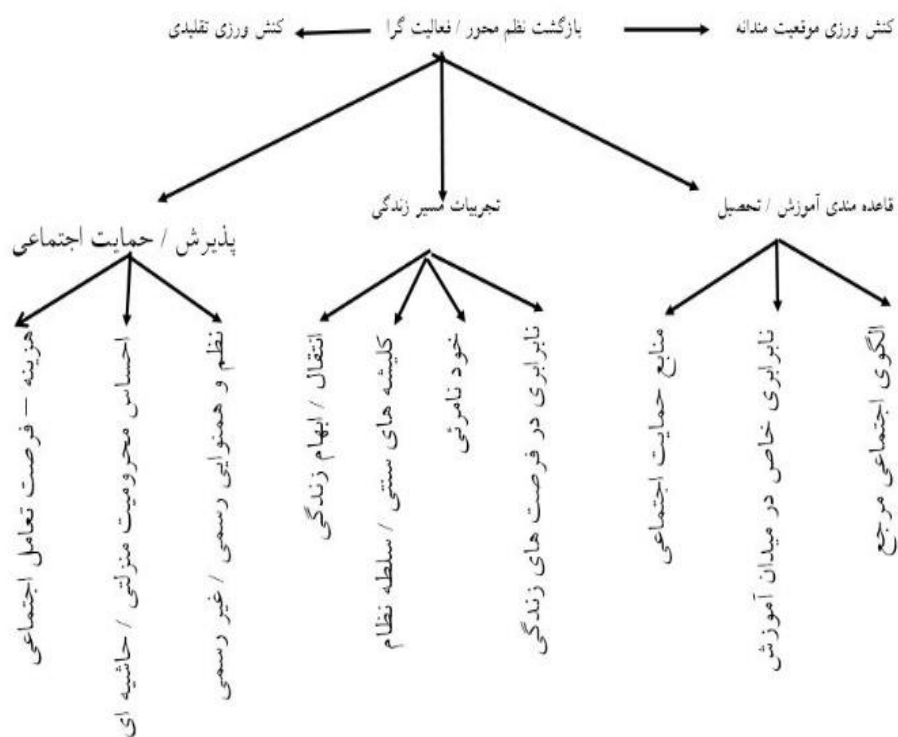 کنش ورزی موقعیت مندانه
بازگشت نظم محور / فعالیت گرا
کنش ورزی تقلیدی
قاعده مندی آموزش / تحصیل
تجربیات مسیر زندگی
پذیرش / حمایت اجتماعی
الگوی اجتماعی مرجع
نابرابری خاص در میدان آموزش
منابع حمایت اجتماعی
نابرابری در فرصت های زندگی
خود نامرئی
کلیشه های سنتی / سلطه نظام
انتقال / ابهام زندگی
نظم و همنوایی رسمی / غیر رسمی
احساس محرومیت منزلتی / حاشیه ای
هزینه – فرصت تعامل اجتماعی